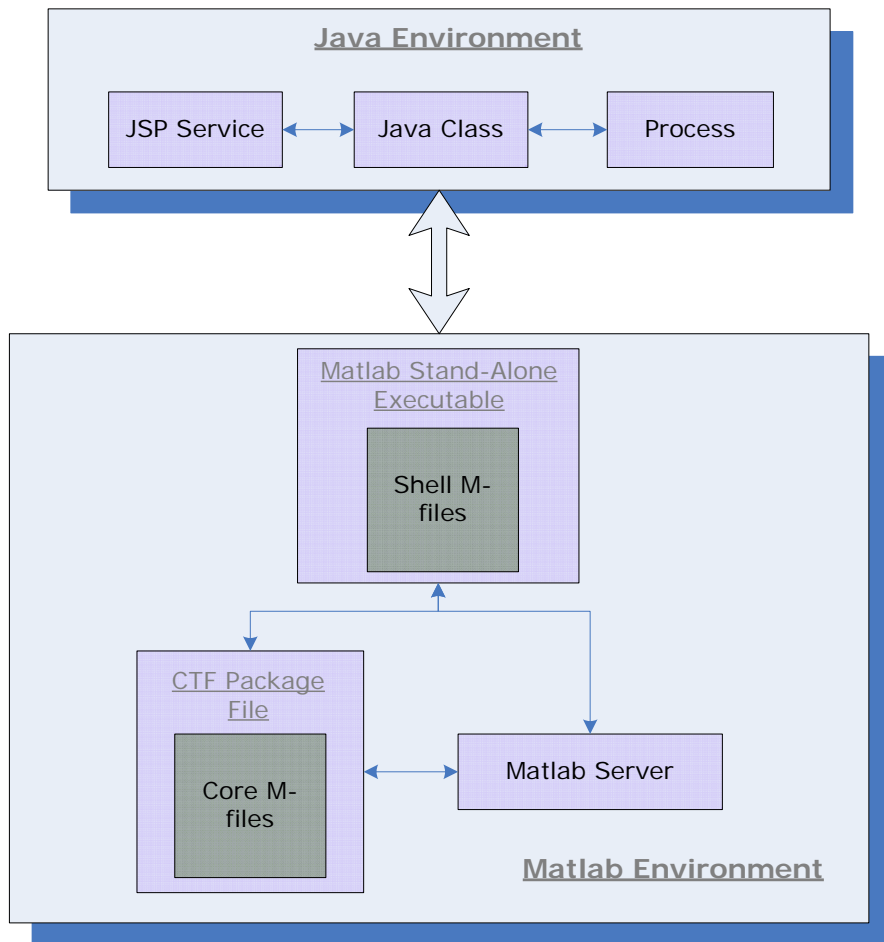 Java Environment
JSP Service
Java Class
Process
Matlab Stand-Alone
Executable
Shell M-
files
CTF Package
File
Core M-
files
Matlab Server
Matlab Environment